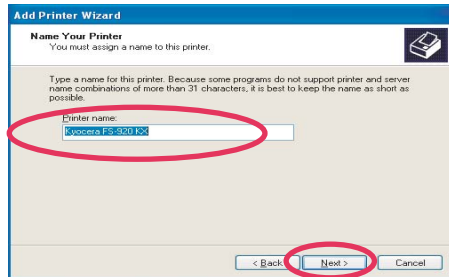 Add Printer Wizard
Name Your Printer
You must assign a name to this printer.
Type a name for this printer. Because some programs do not support printer and server
name combinations of more than 31 characters, it is best to keep the name as short as
possible.
Printer name:
Kyocera FS-920 KX
< Back
Next >
Cancel